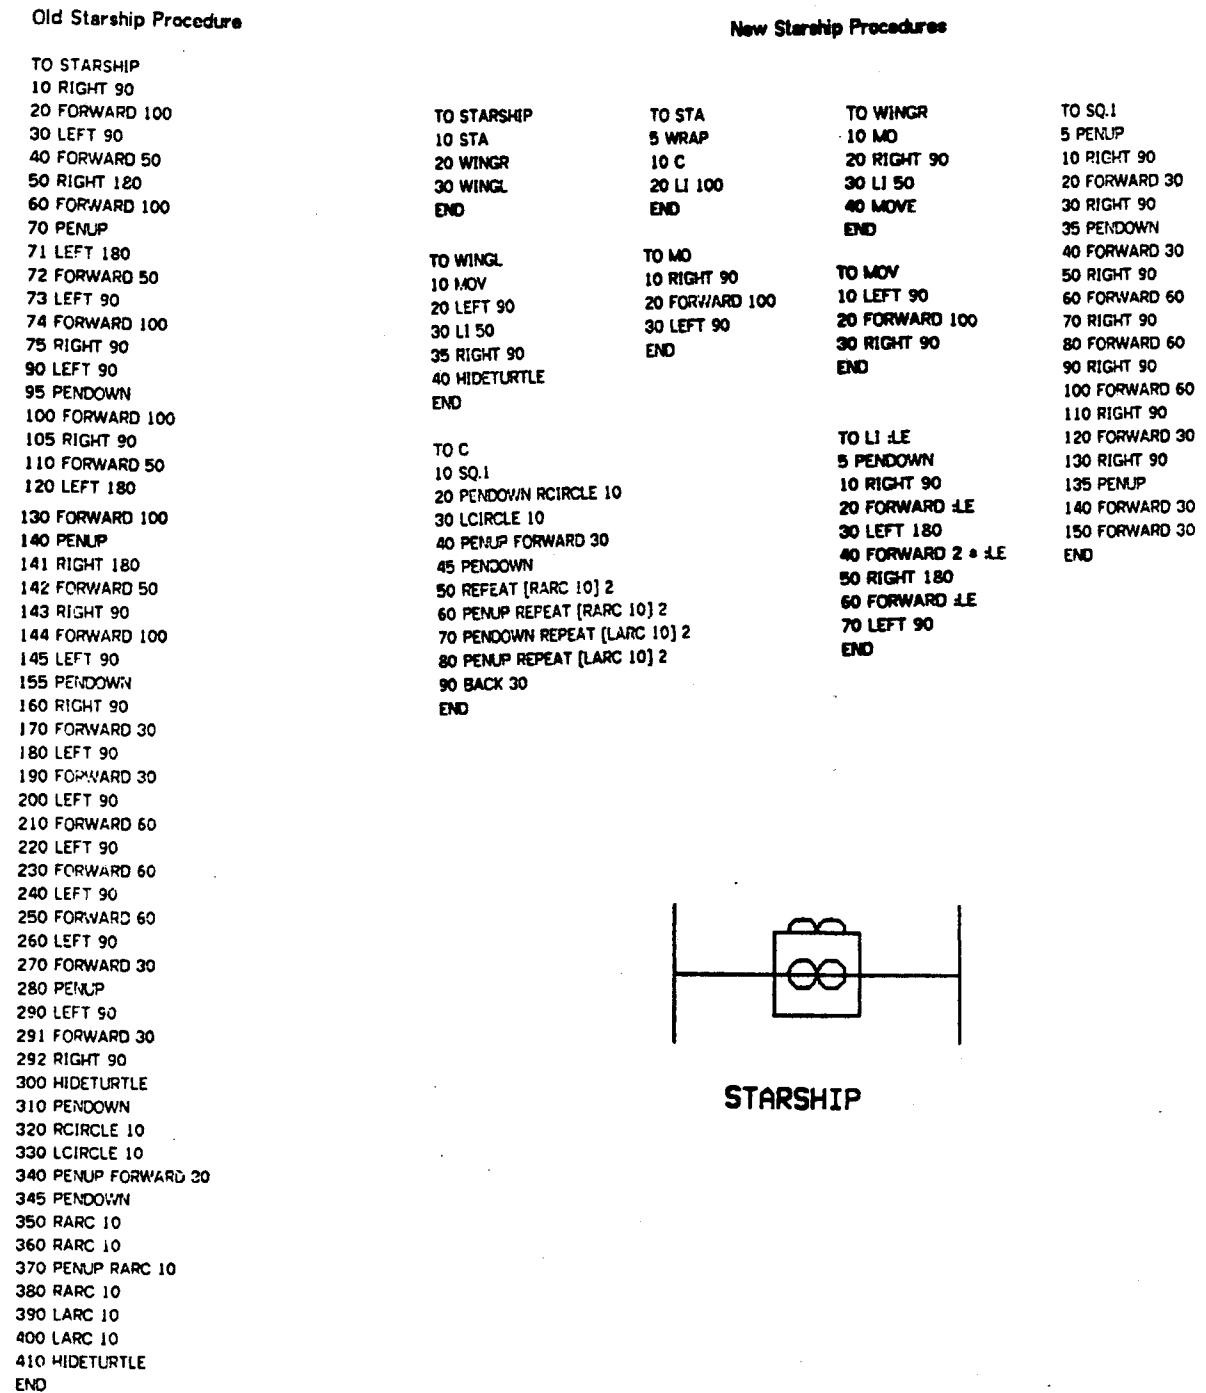 Old Starship Procedure
TO STARSHIP
10 RIGHT 90
20 FORWARD 100
30 LEFT 90
40 FORWARD 50
50 RIGHT 180
60 FORWARD 100
70 PENUP
71 LEFT 180
72 FORWARD 50
73 LEFT 90
74 FORWARD 100
75 RIGHT 90
90 LEFT 90
95 PENDOWN
100 FORWARD 100
105 RIGHT 90
110 FORWARD 50
120 LEFT 180
130 FORWARD 100
140 PENUP
141 RIGHT 180
142 FORWARD 50
143 RIGHT 90
144 FORWARD 100
145 LEFT 90
155 PENDOWN
160 RIGHT 90
170 FORWARD 30
180 LEFT 90
190 FORWARD 30
200 LEFT 90
210 FORWARD 60
220 LEFT 90
230 FORWARD 60
240 LEFT 90
250 FORWARD 60
260 LEFT 90
270 FORWARD 30
280 PENUP
290 LEFT 90
291 FORWARD 30
292 RIGHT 90
300 HIDETURTLE
310 PENDOWN
320 RCIRCLE 10
330 LCIRCLE 10
340 PENUP FORWARD 30
345 PENDOWN
350 RARC 10
360 RARC 10
370 PENUP RARC 10
380 RARC 10
390 LARC 10
400 LARC 10
410 HIDETURTLE
END
New Starship Procedures
TO STARSHIP
10 STA
20 WINGR
30 WINGL
END
TO STA
5 WRAP
10 C
20 LI 100
END
TO WINGR
10 MO
20 RIGHT 90
30 LI 50
40 MOVE
END
TO SQ.1
5 PENUP
10 RIGHT 90
20 FORWARD 30
30 RIGHT 90
35 PENDOWN
40 FORWARD 30
50 RIGHT 90
60 FORWARD 60
70 RIGHT 90
80 FORWARD 60
90 RIGHT 90
100 FORWARD 60
110 RIGHT 90
120 FORWARD 30
130 RIGHT 90
135 PENUP
140 FORWARD 30
150 FORWARD 30
END
TO WINGL
10 MOV
20 LEFT 90
30 LI 50
35 RIGHT 90
40 HIDETURTLE
END
TO MO
10 RIGHT 90
20 FORWARD 100
30 LEFT 90
END
TO MOV
10 LEFT 90
20 FORWARD 100
30 RIGHT 90
END
TO C
10 SQ.1
20 PENDOWN RCIRCLE 10
30 LCIRCLE 10
40 PENUP FORWARD 30
45 PENDOWN
50 REPEAT [RARC 10] 2
60 PENUP REPEAT [RARC 10] 2
70 PENDOWN REPEAT [LARC 10] 2
80 PENUP REPEAT [LARC 10] 2
90 BACK 30
END
TO LI :LE
5 PENDOWN
10 RIGHT 90
20 FORWARD :LE
30 LEFT 180
40 FORWARD 2 * :LE
50 RIGHT 180
60 FORWARD :LE
70 LEFT 90
END
STARSHIP